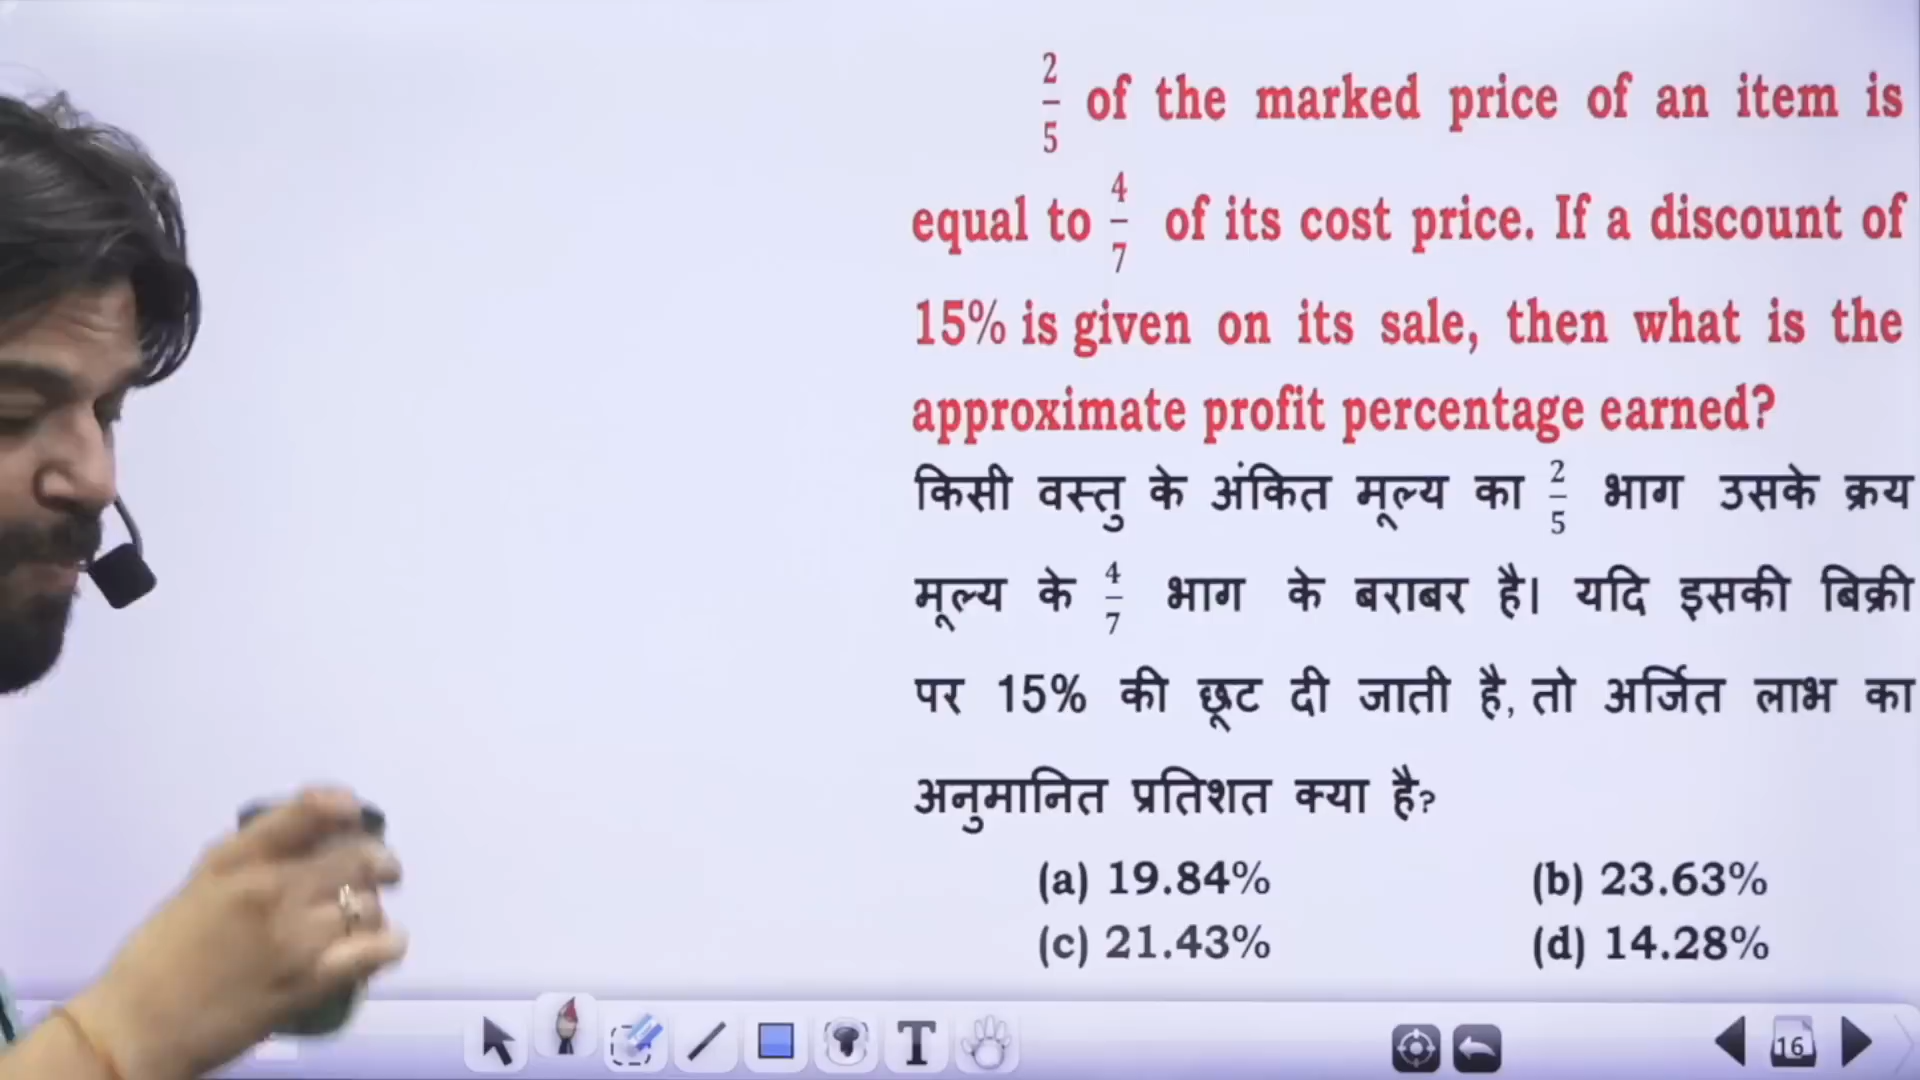 2/5 of the marked price of an item is
equal to 4/7 of its cost price. If a discount of
15% is given on its sale, then what is the
approximate profit percentage earned?
किसी वस्तु के अंकित मूल्य का 2/5 भाग उसके क्रय
मूल्य के 4/7 भाग के बराबर है। यदि इसकी बिक्री
पर 15% की छूट दी जाती है, तो अर्जित लाभ का
अनुमानित प्रतिशत क्या है?
(a) 19.84% (b) 23.63%
(c) 21.43% (d) 14.28%
T 16